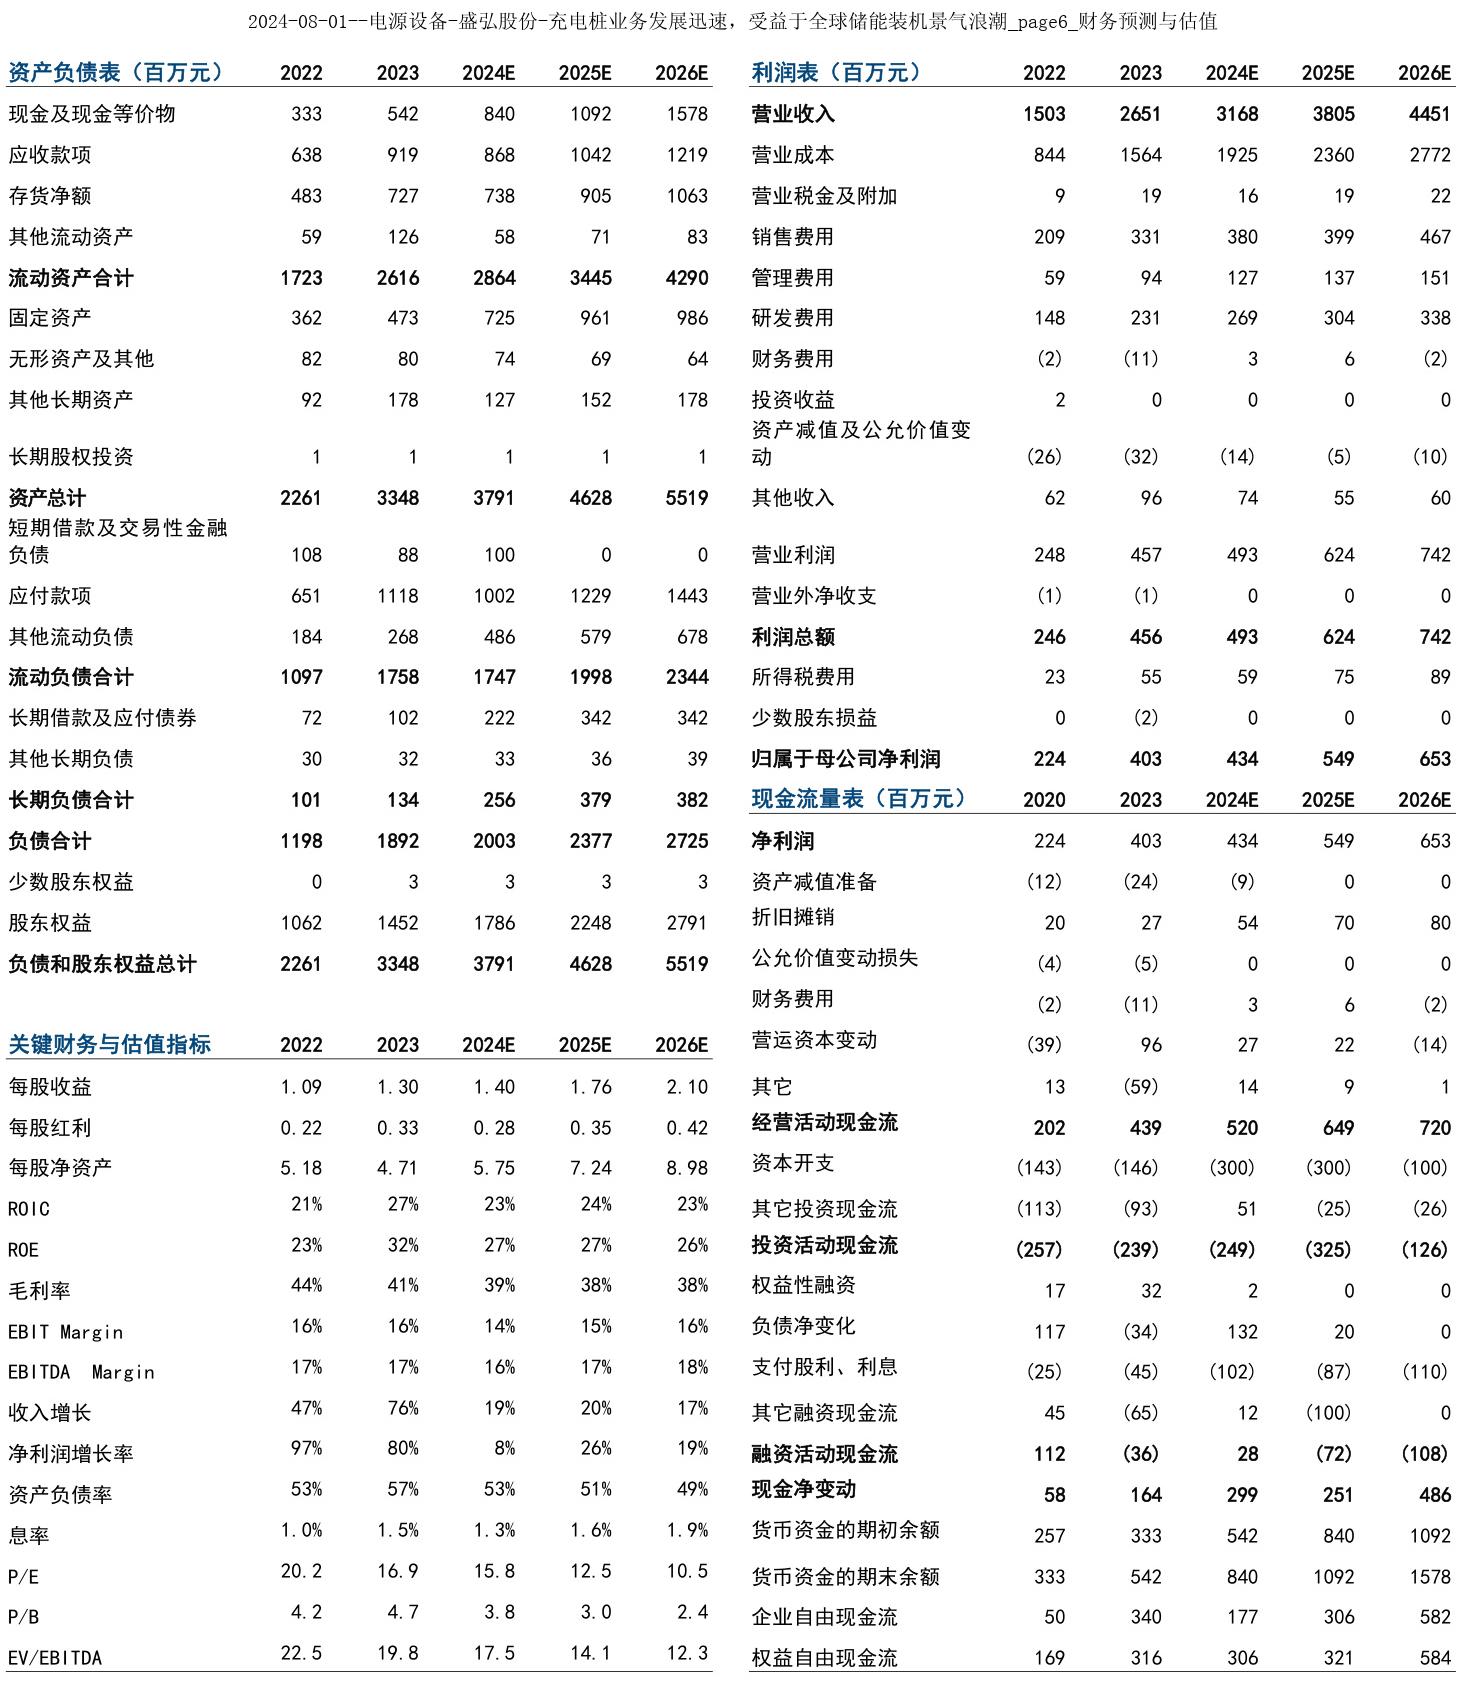 2024-08-01--电源设备-盛弘股份-充电桩业务发展迅速，受益于全球储能装机景气浪潮_page6_财务预测与估值
资产负债表（百万元） 2022 2023 2024E 2025E 2026E
现金及现金等价物 333 542 840 1092 1578
应收款项 638 919 868 1042 1219
存货净额 483 727 738 905 1063
其他流动资产 59 126 58 71 83
流动资产合计 1723 2616 2864 3445 4290
固定资产 362 473 725 961 986
无形资产及其他 82 80 74 69 64
其他长期资产 92 178 127 152 178
长期股权投资 1 1 1 1 1
资产总计 2261 3348 3791 4628 5519
短期借款及交易性金融
负债 108 88 100 0 0
应付款项 651 1118 1002 1229 1443
其他流动负债 184 268 486 579 678
流动负债合计 1097 1758 1747 1998 2344
长期借款及应付债券 72 102 222 342 342
其他长期负债 30 32 33 36 39
长期负债合计 101 134 256 379 382
负债合计 1198 1892 2003 2377 2725
少数股东权益 0 3 3 3 3
股东权益 1062 1452 1786 2248 2791
负债和股东权益总计 2261 3348 3791 4628 5519
关键财务与估值指标 2022 2023 2024E 2025E 2026E
每股收益 1.09 1.30 1.40 1.76 2.10
每股红利 0.22 0.33 0.28 0.35 0.42
每股净资产 5.18 4.71 5.75 7.24 8.98
ROIC 21% 27% 23% 24% 23%
ROE 23% 32% 27% 27% 26%
毛利率 44% 41% 39% 38% 38%
EBIT Margin 16% 16% 14% 15% 16%
EBITDA Margin 17% 17% 16% 17% 18%
收入增长 47% 76% 19% 20% 17%
净利润增长率 97% 80% 8% 26% 19%
资产负债率 53% 57% 53% 51% 49%
息率 1.0% 1.5% 1.3% 1.6% 1.9%
P/E 20.2 16.9 15.8 12.5 10.5
P/B 4.2 4.7 3.8 3.0 2.4
EV/EBITDA 22.5 19.8 17.5 14.1 12.3
利润表（百万元） 2022 2023 2024E 2025E 2026E
营业收入 1503 2651 3168 3805 4451
营业成本 844 1564 1925 2360 2772
营业税金及附加 9 19 16 19 22
销售费用 209 331 380 399 467
管理费用 59 94 127 137 151
研发费用 148 231 269 304 338
财务费用 (2) (11) 3 6 (2)
投资收益 2 0 0 0 0
资产减值及公允价值变
动 (26) (32) (14) (5) (10)
其他收入 62 96 74 55 60
营业利润 248 457 493 624 742
营业外净收支 (1) (1) 0 0 0
利润总额 246 456 493 624 742
所得税费用 23 55 59 75 89
少数股东损益 0 (2) 0 0 0
归属于母公司净利润 224 403 434 549 653
现金流量表（百万元） 2020 2023 2024E 2025E 2026E
净利润 224 403 434 549 653
资产减值准备 (12) (24) (9) 0 0
折旧摊销 20 27 54 70 80
公允价值变动损失 (4) (5) 0 0 0
财务费用 (2) (11) 3 6 (2)
营运资本变动 (39) 96 27 22 (14)
其它 13 (59) 14 9 1
经营活动现金流 202 439 520 649 720
资本开支 (143) (146) (300) (300) (100)
其它投资现金流 (113) (93) 51 (25) (26)
投资活动现金流 (257) (239) (249) (325) (126)
权益性融资 17 32 2 0 0
负债净变化 117 (34) 132 20 0
支付股利、利息 (25) (45) (102) (87) (110)
其它融资现金流 45 (65) 12 (100) 0
融资活动现金流 112 (36) 28 (72) (108)
现金净变动 58 164 299 251 486
货币资金的期初余额 257 333 542 840 1092
货币资金的期末余额 333 542 840 1092 1578
企业自由现金流 50 340 177 306 582
权益自由现金流 169 316 306 321 584